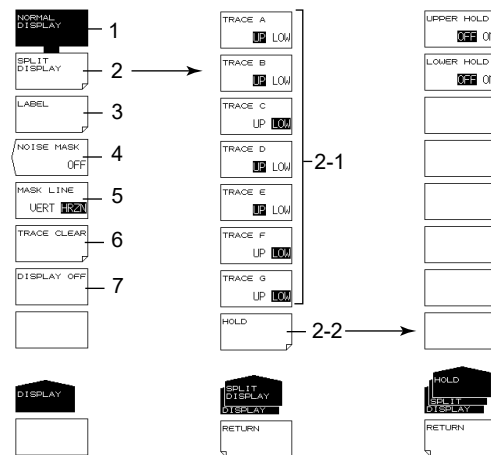 NORMAL
DISPLAY
1
SPLIT
DISPLAY
2
LABEL
3
NOISE MASK
OFF
4
MASK LINE
VERT HRZN
5
TRACE CLEAR
6
DISPLAY OFF
7
DISPLAY
TRACE A
UP LOW
TRACE B
UP LOW
TRACE C
UP LOW
TRACE D
UP LOW
TRACE E
UP LOW
TRACE F
UP LOW
TRACE G
UP LOW
2-1
HOLD
2-2
SPLIT
DISPLAY
DISPLAY
RETURN
UPPER HOLD
OFF
LOWER HOLD
OFF
HOLD
SPLIT
DISPLAY
RETURN